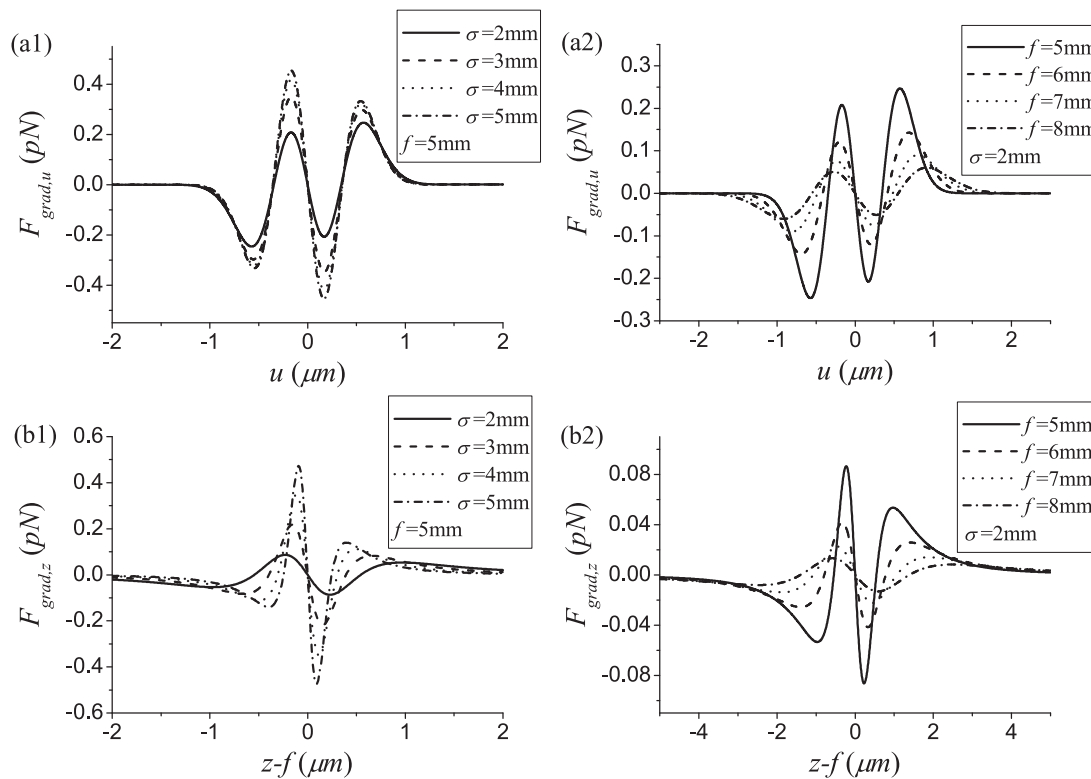 (a1)
σ=2mm
σ=3mm
σ=4mm
σ=5mm
f=5mm
F grad,u (pN)
0.4
0.2
0.0
-0.2
-0.4
-2 -1 0 1 2
u (μm)
(a2)
f=5mm
f=6mm
f=7mm
f=8mm
σ=2mm
F grad,u (pN)
0.3
0.2
0.1
0.0
-0.1
-0.2
-0.3
-2 -1 0 1 2
u (μm)
(b1)
σ=2mm
σ=3mm
σ=4mm
σ=5mm
f=5mm
F grad,z (pN)
0.6
0.4
0.2
0.0
-0.2
-0.4
-0.6
-2 -1 0 1 2
z-f (μm)
(b2)
f=5mm
f=6mm
f=7mm
f=8mm
σ=2mm
F grad,z (pN)
0.08
0.04
0.00
-0.04
-0.08
-4 -2 0 2 4
z-f (μm)